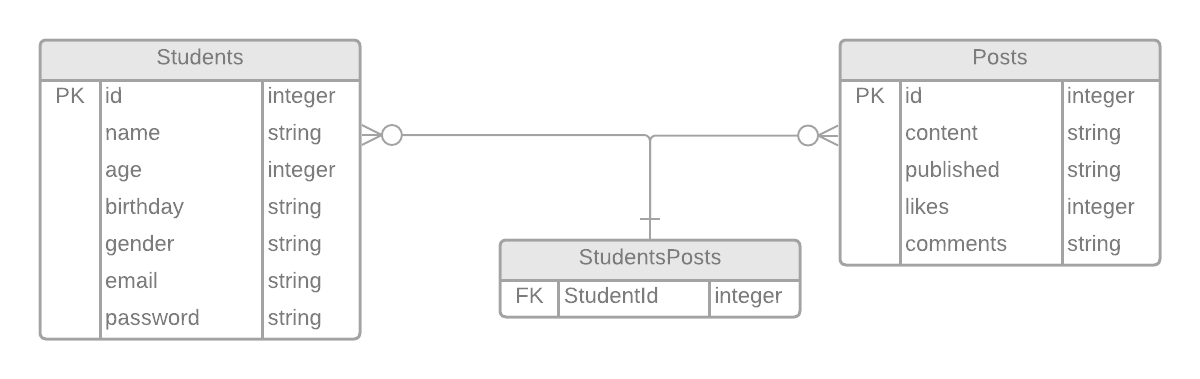 Students
PK id integer
name string
age integer
birthday string
gender string
email string
password string
StudentsPosts
FK StudentId integer
Posts
PK id integer
content string
published string
likes integer
comments string